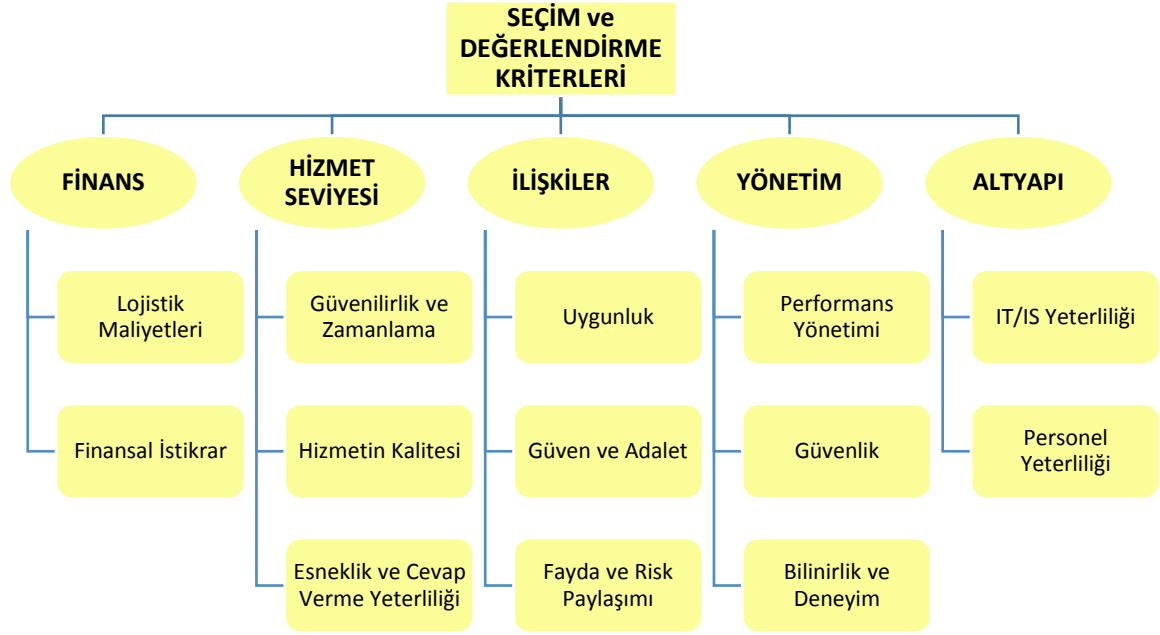 SEÇİM ve
DEĞERLENDİRME
KRİTERLERİ
FİNANS
HİZMET
SEVİYESİ
İLİŞKİLER
YÖNETİM
ALTYAPI
Lojistik
Maliyetleri
Güvenilirlik ve
Zamanlama
Uygunluk
Performans
Yönetimi
IT/IS Yeterliliği
Finansal İstikrar
Hizmetin Kalitesi
Güven ve Adalet
Güvenlik
Personel
Yeterliliği
Esneklik ve Cevap
Verme Yeterliliği
Fayda ve Risk
Paylaşımı
Bilinirlik ve
Deneyim